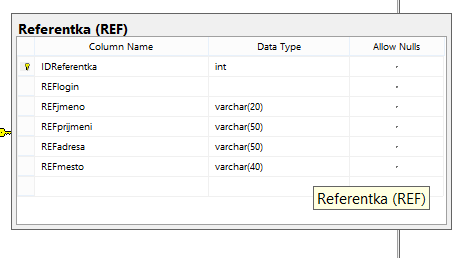 Referentka (REF)
Column Name Data Type Allow Nulls
IDReferentka int
REFlogin
REFjmeno varchar(20)
REFprijmeni varchar(50)
REFadresa varchar(50)
REFmesto varchar(40)
Referentka (REF)